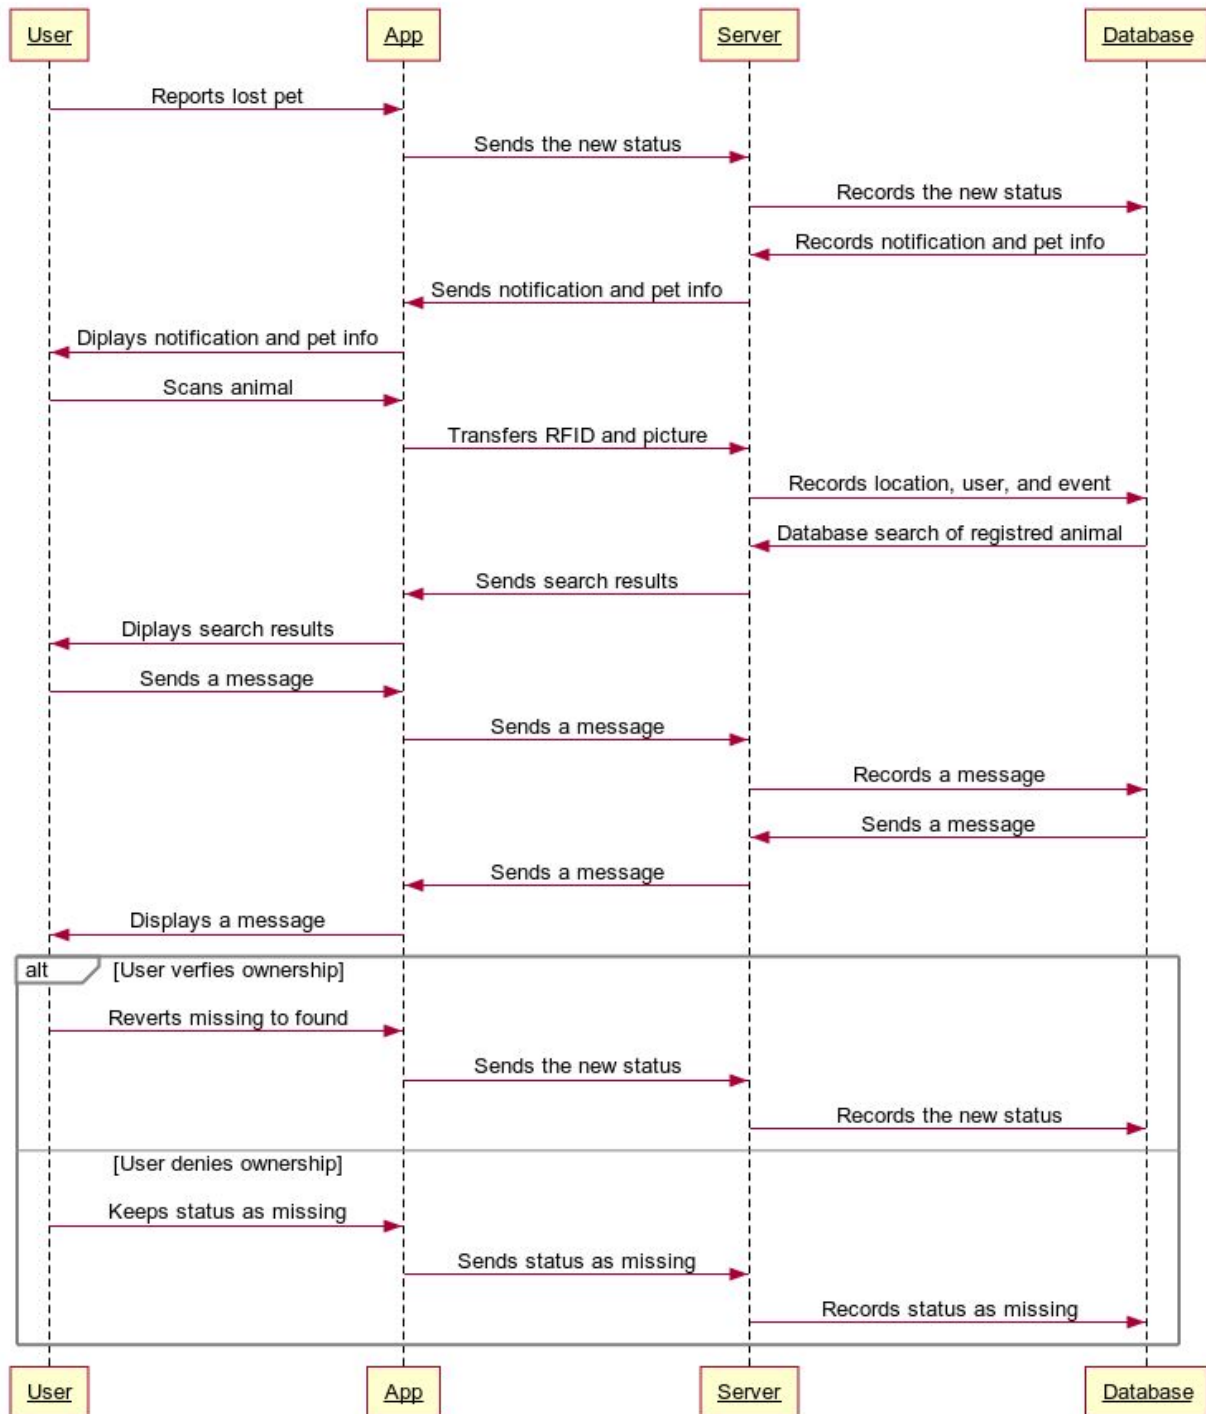 User App Server Database
Reports lost pet
Sends the new status
Records the new status
Records notification and pet info
Sends notification and pet info
Diplays notification and pet info
Scans animal
Transfers RFID and picture
Records location, user, and event
Database search of registred animal
Sends search results
Diplays search results
Sends a message
Sends a message
Records a message
Sends a message
Sends a message
Displays a message
alt [User verfies ownership]
Reverts missing to found
Sends the new status
Records the new status
[User denies ownership]
Keeps status as missing
Sends status as missing
Records status as missing
User App Server Database